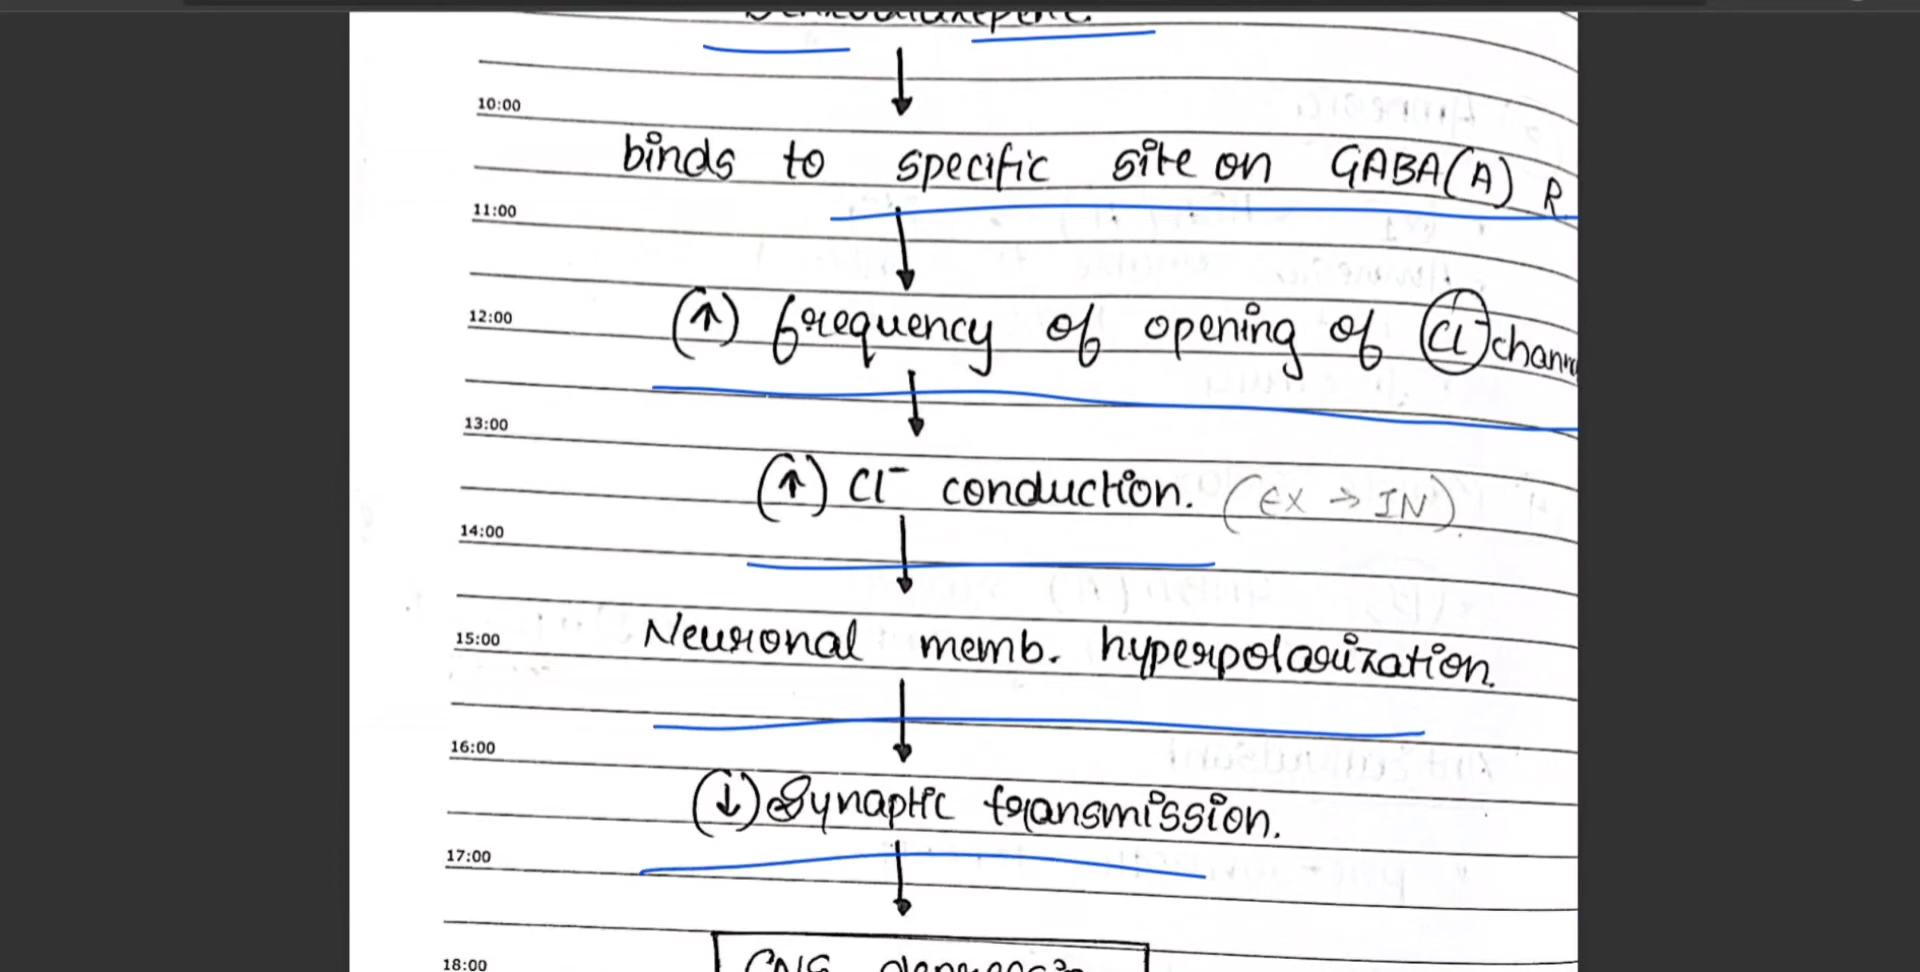 10:00
binds to specific site on GABA(A) R
11:00
12:00
(↑) frequency of opening of Cl⁻
13:00
(↑) Cl⁻ conduction. (EX → IN).
14:00
15:00
Neuronal memb. hyperpolarization.
16:00
(↓) Synaptic transmission.
17:00
18:00
CNS